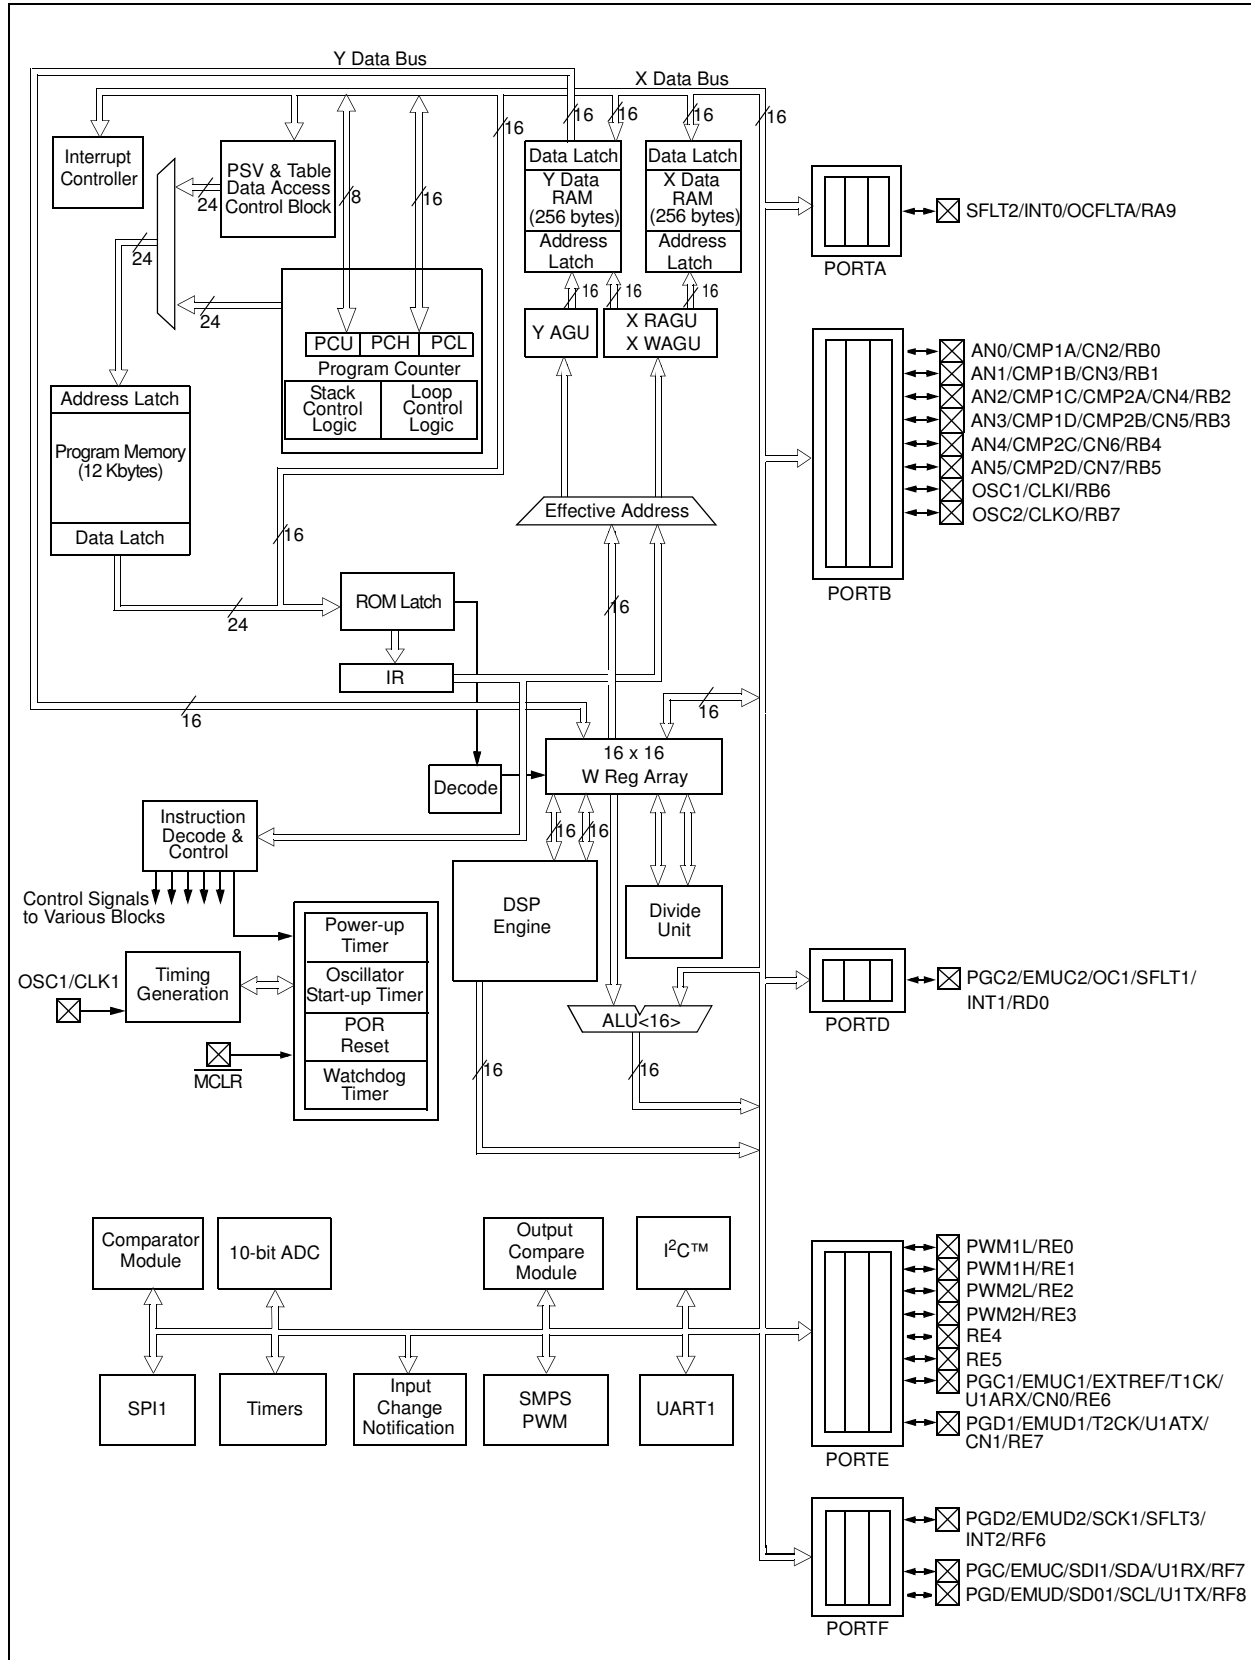 Y Data Bus
X Data Bus
16
16
16
16
16
Interrupt
Controller
PSV & Table
Data Access
Control Block
24
8
16
Data Latch
Y Data
RAM
(256 bytes)
Address
Latch
Data Latch
X Data
RAM
(256 bytes)
Address
Latch
SFLT2/INT0/OCFLTA/RA9
PORTA
24
24
16
16
16
Y AGU
X RAGU
X WAGU
PCU
PCH
PCL
Program Counter
Stack
Control
Logic
Loop
Control
Logic
Address Latch
Program Memory
(12 Kbytes)
Data Latch
AN0/CMP1A/CN2/RB0
AN1/CMP1B/CN3/RB1
AN2/CMP1C/CMP2A/CN4/RB2
AN3/CMP1D/CMP2B/CN5/RB3
AN4/CMP2C/CN6/RB4
AN5/CMP2D/CN7/RB5
OSC1/CLKI/RB6
OSC2/CLKO/RB7
PORTB
Effective Address
16
24
ROM Latch
16
IR
16
16
16 x 16
W Reg Array
Decode
Instruction
Decode &
Control
16
16
Control Signals
to Various Blocks
DSP
Engine
Divide
Unit
Power-up
Timer
Oscillator
Start-up Timer
POR
Reset
Watchdog
Timer
OSC1/CLK1
Timing
Generation
MCLR
ALU<16>
16
16
PGC2/EMUC2/OC1/SFLT1/
INT1/RD0
PORTD
Comparator
Module
10-bit ADC
Output
Compare
Module
I2C™
SPI1
Timers
Input
Change
Notification
SMPS
PWM
UART1
PWM1L/RE0
PWM1H/RE1
PWM2L/RE2
PWM2H/RE3
RE4
RE5
PGC1/EMUC1/EXTREF/T1CK/
U1ARX/CN0/RE6
PGD1/EMUD1/T2CK/U1ATX/
CN1/RE7
PORTE
PGD2/EMUD2/SCK1/SFLT3/
INT2/RF6
PGC/EMUC/SDI1/SDA/U1RX/RF7
PGD/EMUD/SD01/SCL/U1TX/RF8
PORTF